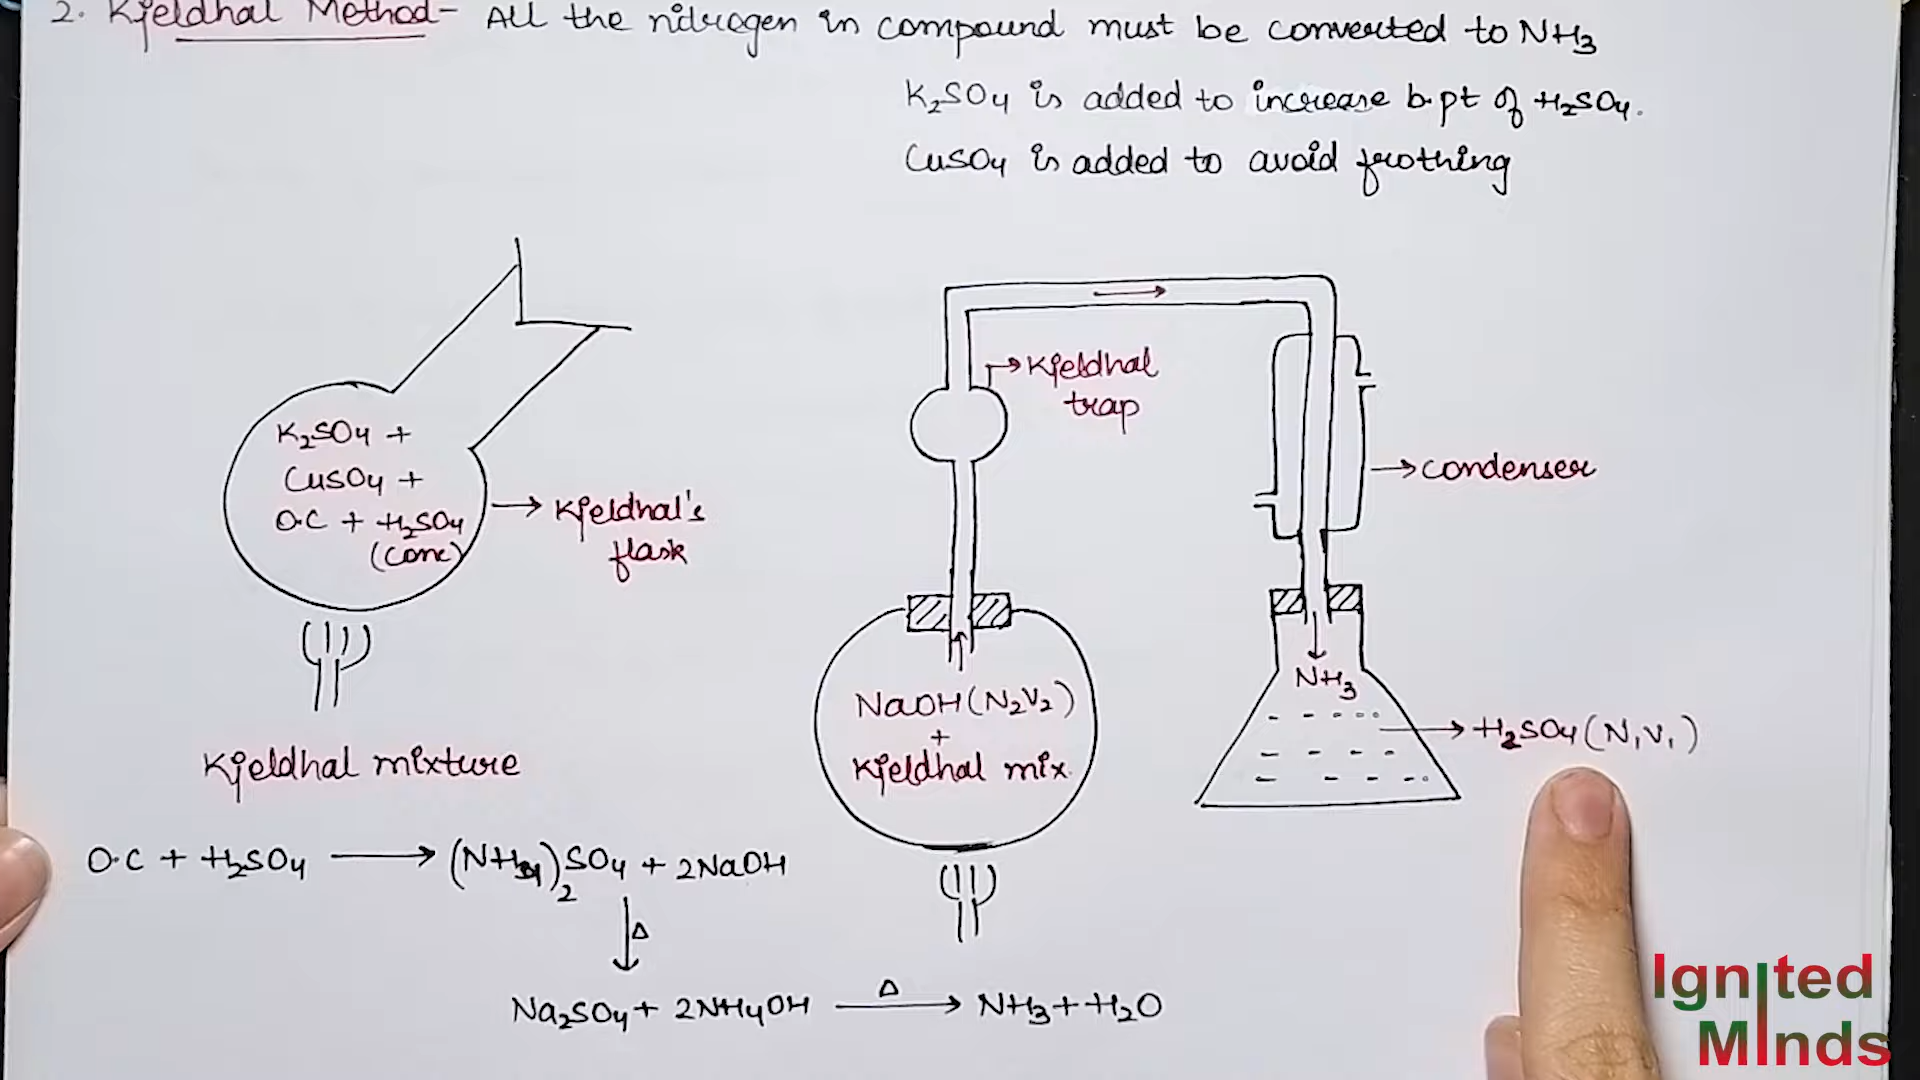 2. Kjeldhal Method- All the nitrogen in compound must be converted to NH3
K2SO4 is added to increase b.pt of H2SO4.
CuSO4 is added to avoid frothing
Kjeldhal trap
K2SO4 +
CuSO4 +
O.C + H2SO4
(Conc)
Kjeldhal's
flask
condenser
NaOH (N2V2)
+
Kjeldhal mix.
NH3
H2SO4 (N1V1)
Kjeldhal mixture
O.C + H2SO4 → (NH4)2SO4 + 2NaOH
Δ
Na2SO4 + 2NH4OH Δ→ NH3 + H2O
Ignited
Minds